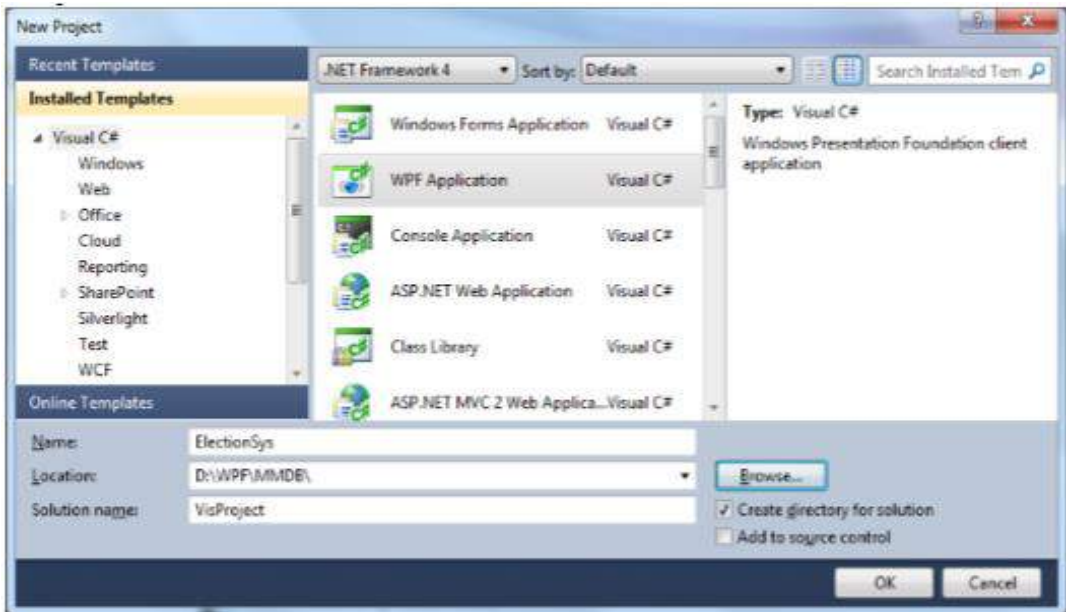 New Project
Recent Templates
.NET Framework 4 Sort by: Default Search Installed Tem
Installed Templates
Visual C#
Windows
Web
Office
Cloud
Reporting
SharePoint
Silverlight
Test
WCF
Online Templates
Windows Forms Application Visual C#
WPF Application Visual C#
Console Application Visual C#
ASP.NET Web Application Visual C#
Class Library Visual C#
ASP.NET MVC 2 Web Applica...Visual C#
Type: Visual C#
Windows Presentation Foundation client
application
Name: ElectionSys
Location: D:\WPF\MMDB\ Browse...
Solution name: VisProject Create directory for solution
Add to source control
OK Cancel